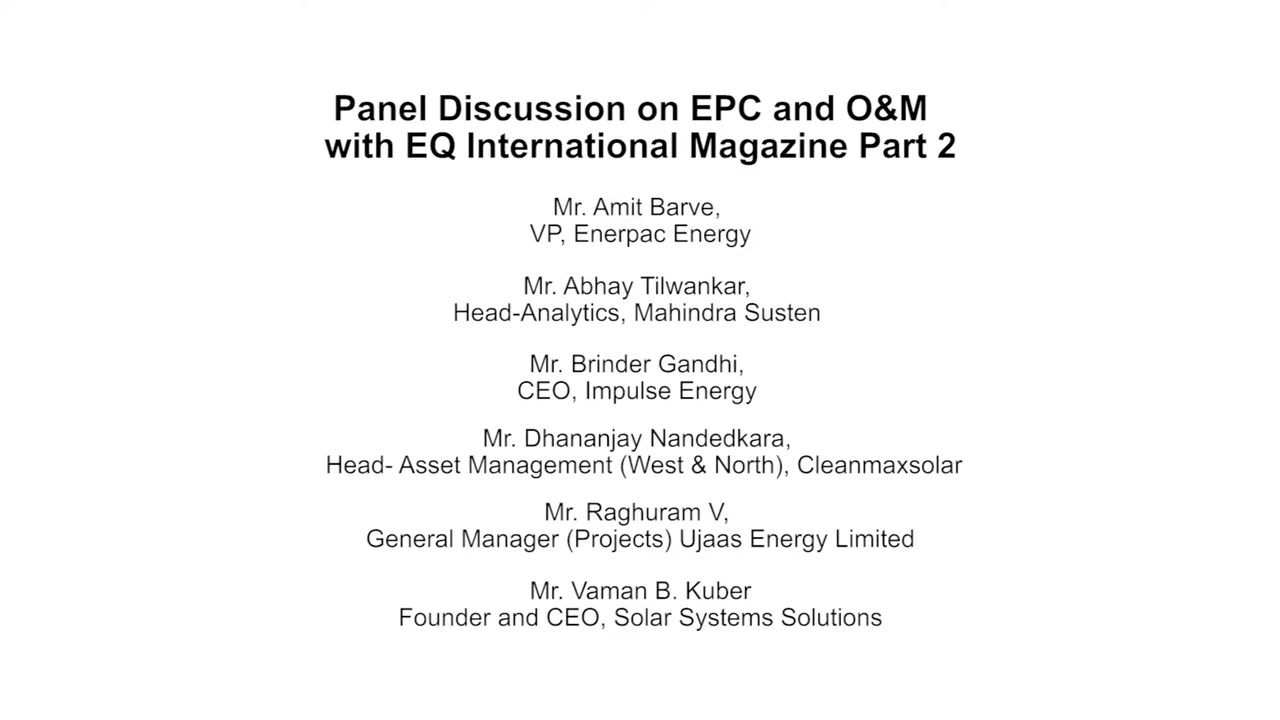 Panel Discussion on EPC and O&M
with EQ International Magazine Part 2
Mr. Amit Barve,
VP, Enerpac Energy
Mr. Abhay Tilwankar,
Head-Analytics, Mahindra Susten
Mr. Brinder Gandhi,
CEO, Impulse Energy
Mr. Dhananjay Nandedkara,
Head- Asset Management (West & North), Cleanmaxsolar
Mr. Raghuram V,
General Manager (Projects) Ujaas Energy Limited
Mr. Vaman B. Kuber
Founder and CEO, Solar Systems Solutions